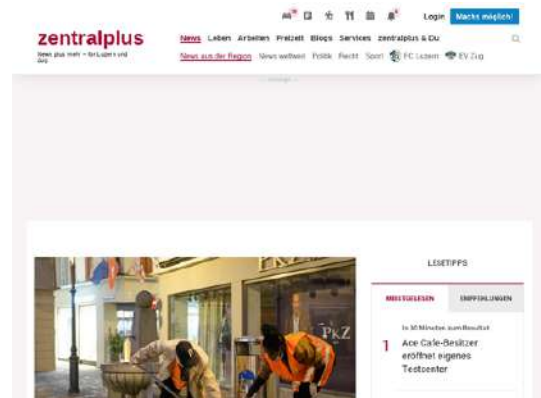 Login
Machs möglich!
zentralplus
News plus mehr – für Luzern und Zug
News Leben Arbeiten Freizeit Blogs Services zentralplus & Du
News aus der Region News weltweit Politik Recht Sport FC Luzern EV Zug
PKZ
LESETIPPS
MEISTGELESEN
EMPFEHLUNGEN
In 30 Minuten zum Resultat
1
Ace Cafe-Besitzer
eröffnet eigenes
Testcenter